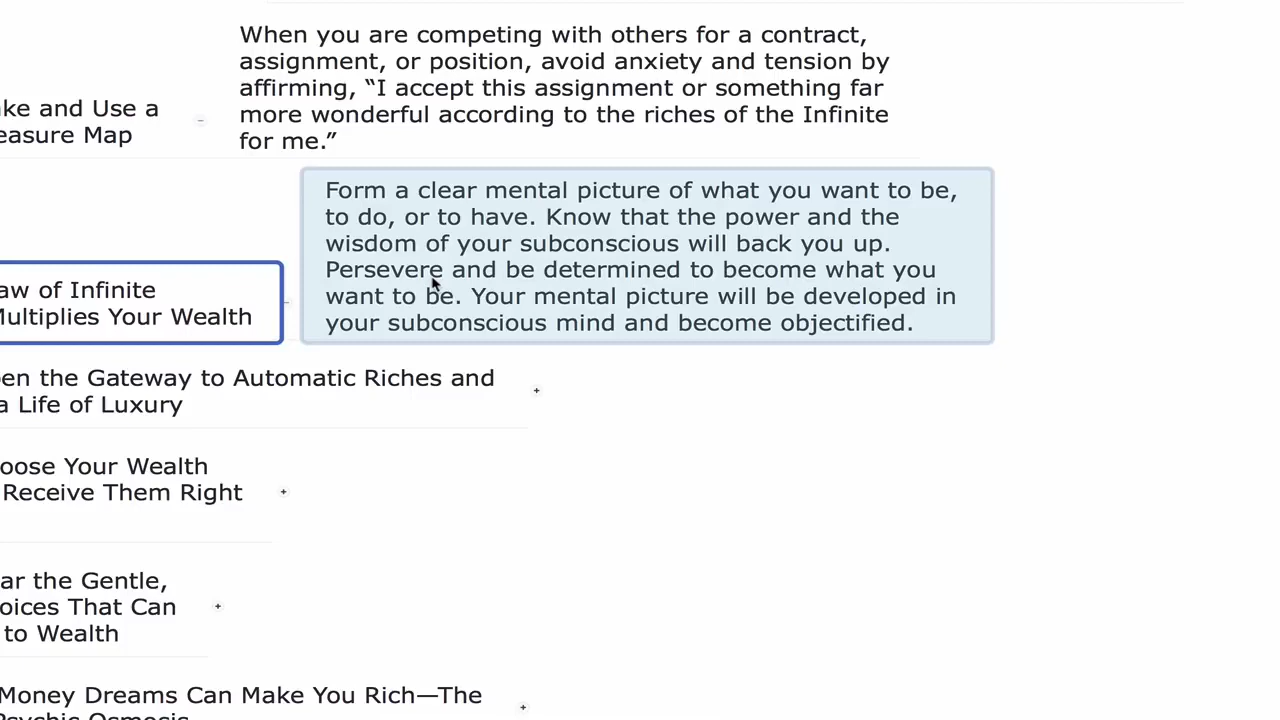 When you are competing with others for a contract,
assignment, or position, avoid anxiety and tension by
affirming, “I accept this assignment or something far
more wonderful according to the riches of the Infinite
for me.”
ake and Use a
easure Map
Form a clear mental picture of what you want to be,
to do, or to have. Know that the power and the
wisdom of your subconscious will back you up.
Persevere and be determined to become what you
want to be. Your mental picture will be developed in
your subconscious mind and become objectified.
aw of Infinite
Multiplies Your Wealth
en the Gateway to Automatic Riches and
a Life of Luxury
oose Your Wealth
Receive Them Right
ar the Gentle,
oices That Can
to Wealth
Money Dreams Can Make You Rich—The
Psychic Osmosis